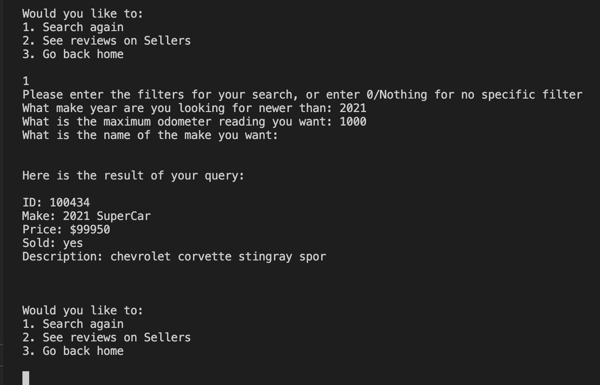 Would you like to:
1. Search again
2. See reviews on Sellers
3. Go back home
1
Please enter the filters for your search, or enter 0/Nothing for no specific filter
What make year are you looking for newer than: 2021
What is the maximum odometer reading you want: 1000
What is the name of the make you want:
Here is the result of your query:
ID: 100434
Make: 2021 SuperCar
Price: $99950
Sold: yes
Description: chevrolet corvette stingray spor
Would you like to:
1. Search again
2. See reviews on Sellers
3. Go back home